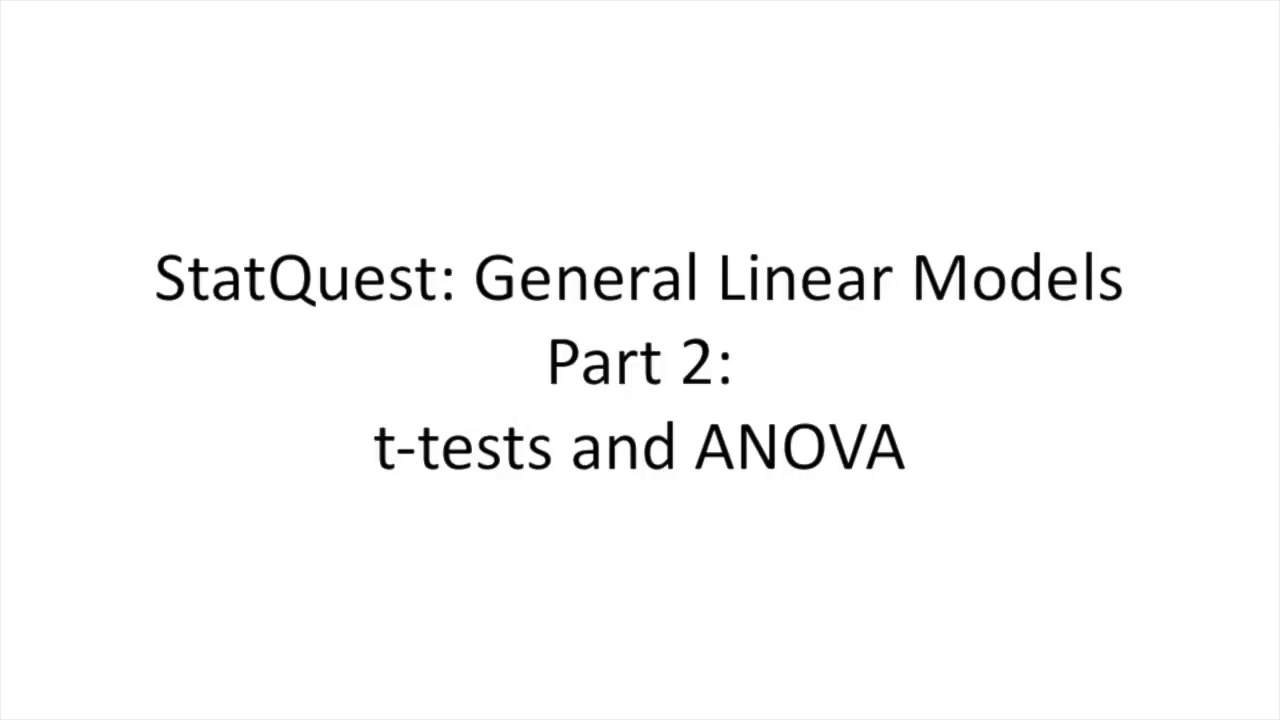 StatQuest: General Linear Models
Part 2:
t-tests and ANOVA